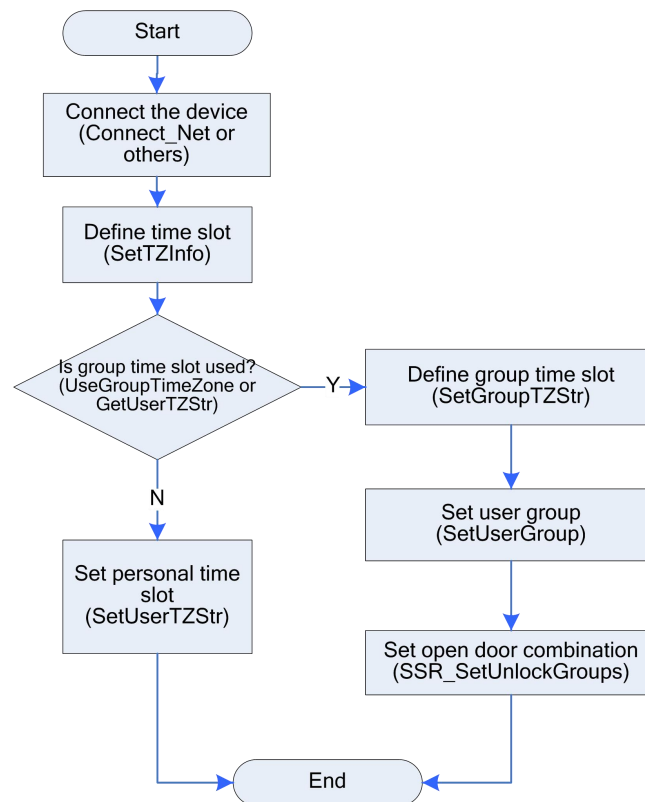 Start
Connect the device
(Connect_Net or
others)
Define time slot
(SetTZInfo)
Is group time slot used?
(UseGroupTimeZone or
GetUserTZStr)
Y
Define group time slot
(SetGroupTZStr)
N
Set user group
(SetUserGroup)
Set personal time
slot
(SetUserTZStr)
Set open door combination
(SSR_SetUnlockGroups)
End